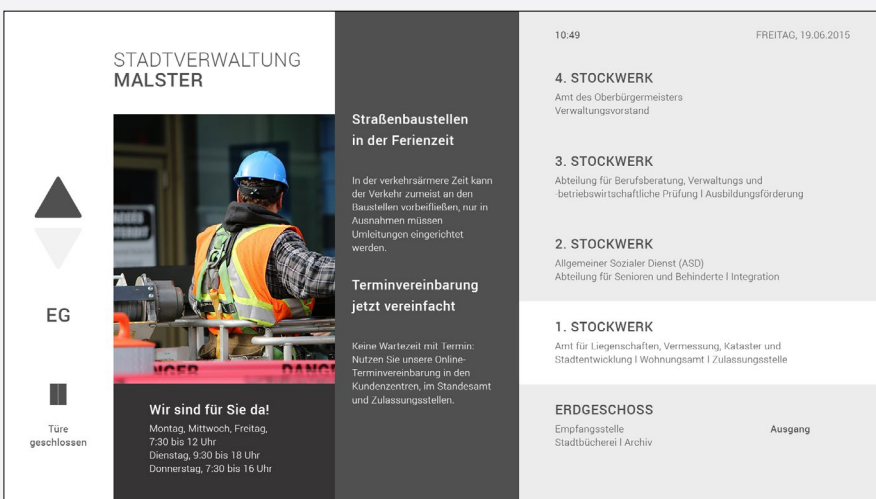 STADTVERWALTUNG
MALSTER
EG
Türe
geschlossen
DANGER
Wir sind für Sie da!
Montag, Mittwoch, Freitag,
7:30 bis 12 Uhr
Dienstag, 9:30 bis 18 Uhr
Donnerstag, 7:30 bis 16 Uhr
Straßenbaustellen
in der Ferienzeit
In der verkehrsärmere Zeit kann
der Verkehr zumeist an den
Baustellen vorbeifließen, nur in
Ausnahmen müssen
Umleitungen eingerichtet
werden.
Terminvereinbarung
jetzt vereinfacht
Keine Wartezeit mit Termin:
Nutzen Sie unsere Online-
Terminvereinbarung in den
Kundenzentren, im Standesamt
und Zulassungsstellen.
10:49 FREITAG, 19.06.2015
4. STOCKWERK
Amt des Oberbürgermeisters
Verwaltungsvorstand
3. STOCKWERK
Abteilung für Berufsberatung, Verwaltungs und
-betriebswirtschaftliche Prüfung l Ausbildungsförderung
2. STOCKWERK
Allgemeiner Sozialer Dienst (ASD)
Abteilung für Senioren und Behinderte l Integration
1. STOCKWERK
Amt für Liegenschaften, Vermessung, Kataster und
Stadtentwicklung l Wohnungsamt l Zulassungsstelle
ERDGESCHOSS
Empfangsstelle Ausgang
Stadtbücherei l Archiv